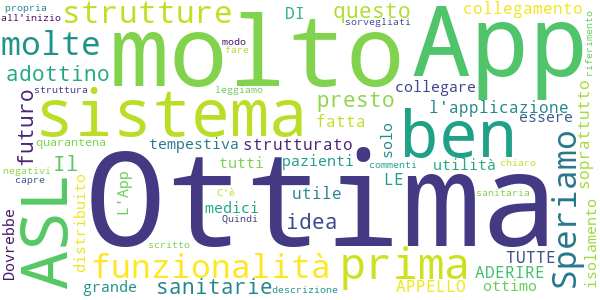 propria
all'inizio
strutture
DI
questo
sorvegliati
collegamento
riferimento
molte
molto
App
modo
fare
adottino
struttura
leggiamo
collegare
sistema
presto
l'applicazione
essere
soprattutto
futuro
quarantena
tempestiva
strutturato
fatta
solo
ben
Speriamo
negativi
capre
Il
tutti
pazienti
utilità
commenti
chiaro
ASL
L'App
Ottima
C'è
utile
LE
sanitaria
isolamento
distribuito
medici
Quindi
idea
Dovrebbe
scritto
TUTTE
funzionalità
prima
ADERIRE
grande
sanitarie
descrizione
APPELLO
ottimo